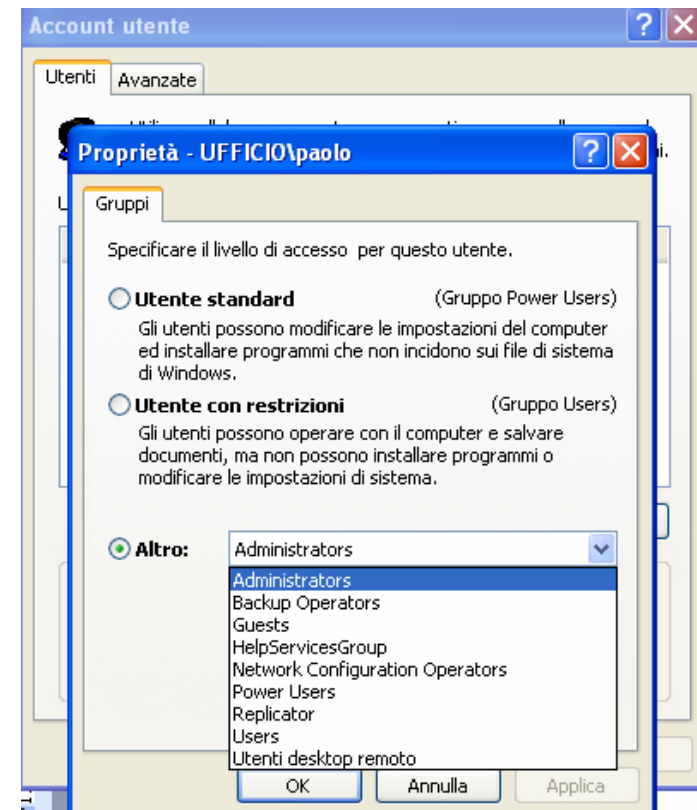 Account utente
Utenti Avanzate
Proprietà - UFFICIO\paolo
Gruppi
Specificare il livello di accesso per questo utente.
Utente standard (Gruppo Power Users)
Gli utenti possono modificare le impostazioni del computer
ed installare programmi che non incidono sui file di sistema
di Windows.
Utente con restrizioni (Gruppo Users)
Gli utenti possono operare con il computer e salvare
documenti, ma non possono installare programmi o
modificare le impostazioni di sistema.
Altro: Administrators
Administrators
Backup Operators
Guests
HelpServicesGroup
Network Configuration Operators
Power Users
Replicator
Users
Utenti desktop remoto
OK Annulla Applica